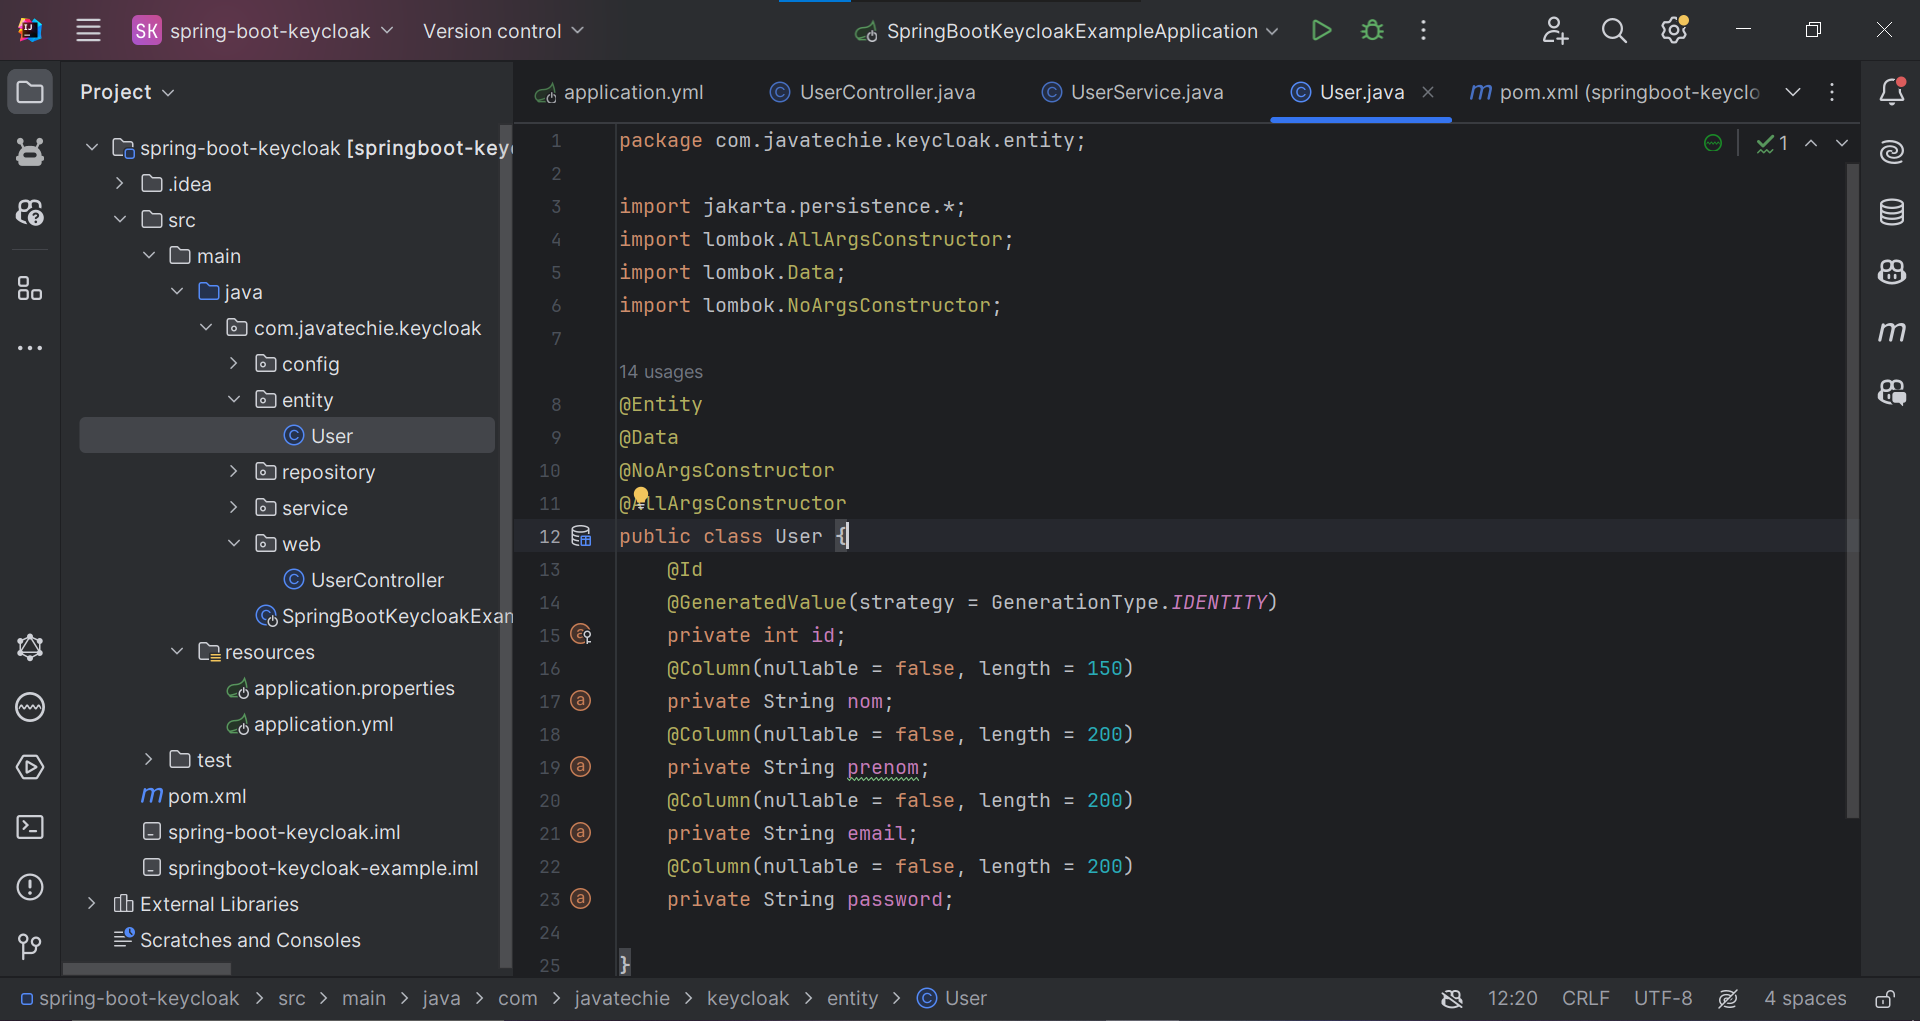 SK spring-boot-keycloak Version control SpringBootKeycloakExampleApplication
Project
application.yml UserController.java UserService.java User.java pom.xml (springboot-keyclo
spring-boot-keycloak [springboot-key
.idea
src
main
java
com.javatechie.keycloak
config
entity
User
repository
service
web
UserController
SpringBootKeycloakExam
resources
application.properties
application.yml
test
pom.xml
spring-boot-keycloak.iml
springboot-keycloak-example.iml
External Libraries
Scratches and Consoles
1
1 package com.javatechie.keycloak.entity;
2
3 import jakarta.persistence.*;
4 import lombok.AllArgsConstructor;
5 import lombok.Data;
6 import lombok.NoArgsConstructor;
7
14 usages
8 @Entity
9 @Data
10 @NoArgsConstructor
11 @AllArgsConstructor
12 public class User {
13 @Id
14 @GeneratedValue(strategy = GenerationType.IDENTITY)
15 private int id;
16 @Column(nullable = false, length = 150)
17 private String nom;
18 @Column(nullable = false, length = 200)
19 private String prenom;
20 @Column(nullable = false, length = 200)
21 private String email;
22 @Column(nullable = false, length = 200)
23 private String password;
24
25 }
spring-boot-keycloak > src > main > java > com > javatechie > keycloak > entity > User
12:20 CRLF UTF-8 4 spaces